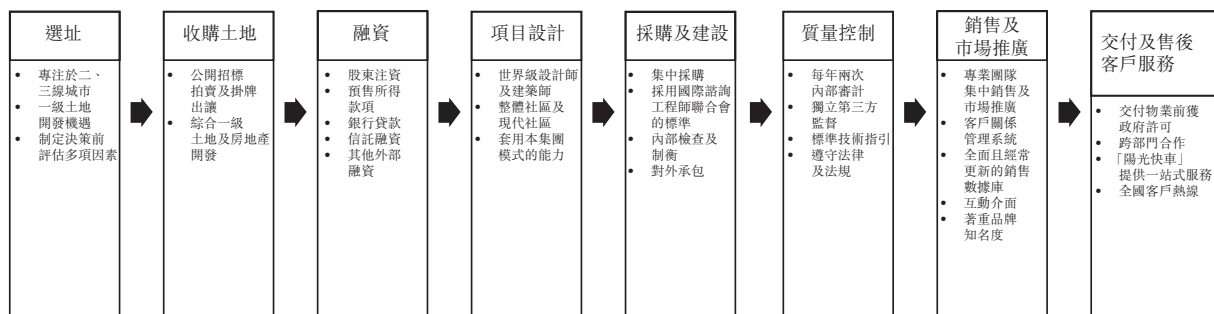 選址
• 專注於二、
三線城市
• 一級土地
開發機遇
• 制定決策前
評估多項因素
收購土地
• 公開招標
拍賣及掛牌
出讓
• 綜合一級
土地及房地產
開發
融資
• 股東注資
• 預售所得
款項
• 銀行貸款
• 信託融資
• 其他外部
融資
項目設計
• 世界級設計師
及建築師
• 整體社區及
現代社區
• 套用本集團
模式的能力
採購及建設
• 集中採購
• 採用國際諮詢
工程師聯合會
的標準
• 內部檢查及
制衡
• 對外承包
質量控制
• 每年兩次
內部審計
• 獨立第三方
監督
• 標準技術指引
• 遵守法律
及法規
銷售及
市場推廣
• 專業團隊
集中銷售及
市場推廣
• 客戶關係
管理系統
• 全面且經常
更新的銷售
數據庫
• 互動介面
• 著重品牌
知名度
交付及售後
客戶服務
• 交付物業前獲
政府許可
• 跨部門合作
• 「陽光快車」
提供一站式服務
• 全國客戶熱線